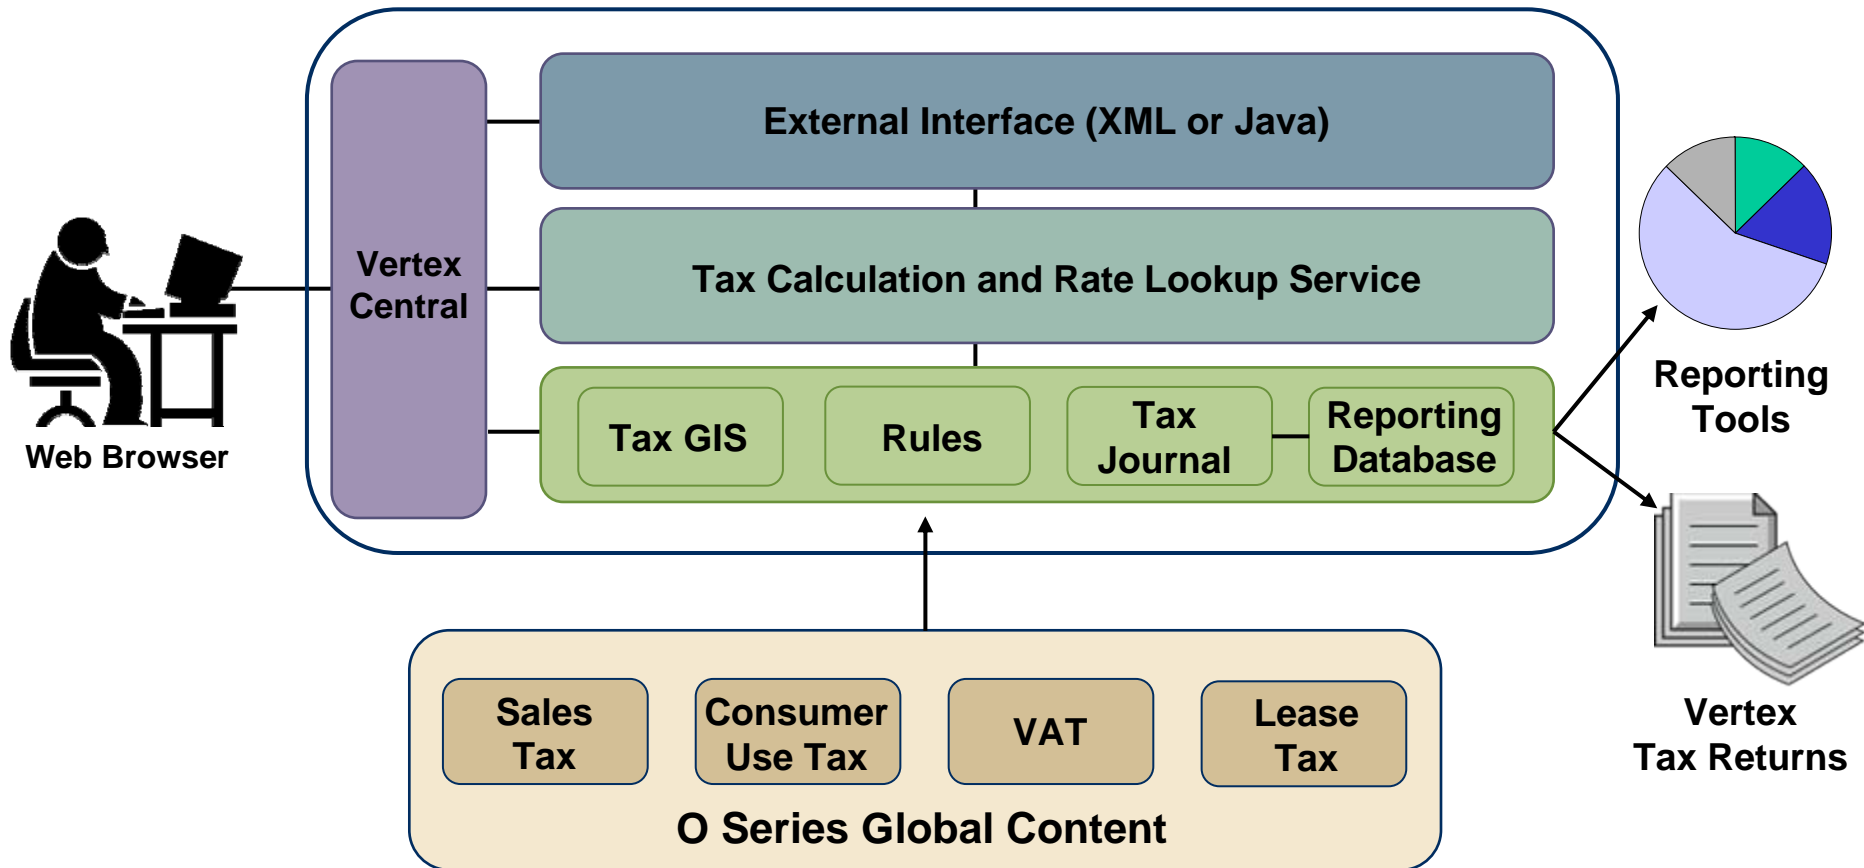 External Interface (XML or Java)
Vertex
Central
Tax Calculation and Rate Lookup Service
Web Browser
Tax GIS
Rules
Tax
Journal
Reporting
Database
Reporting
Tools
Vertex
Tax Returns
Sales
Tax
Consumer
Use Tax
VAT
Lease
Tax
O Series Global Content